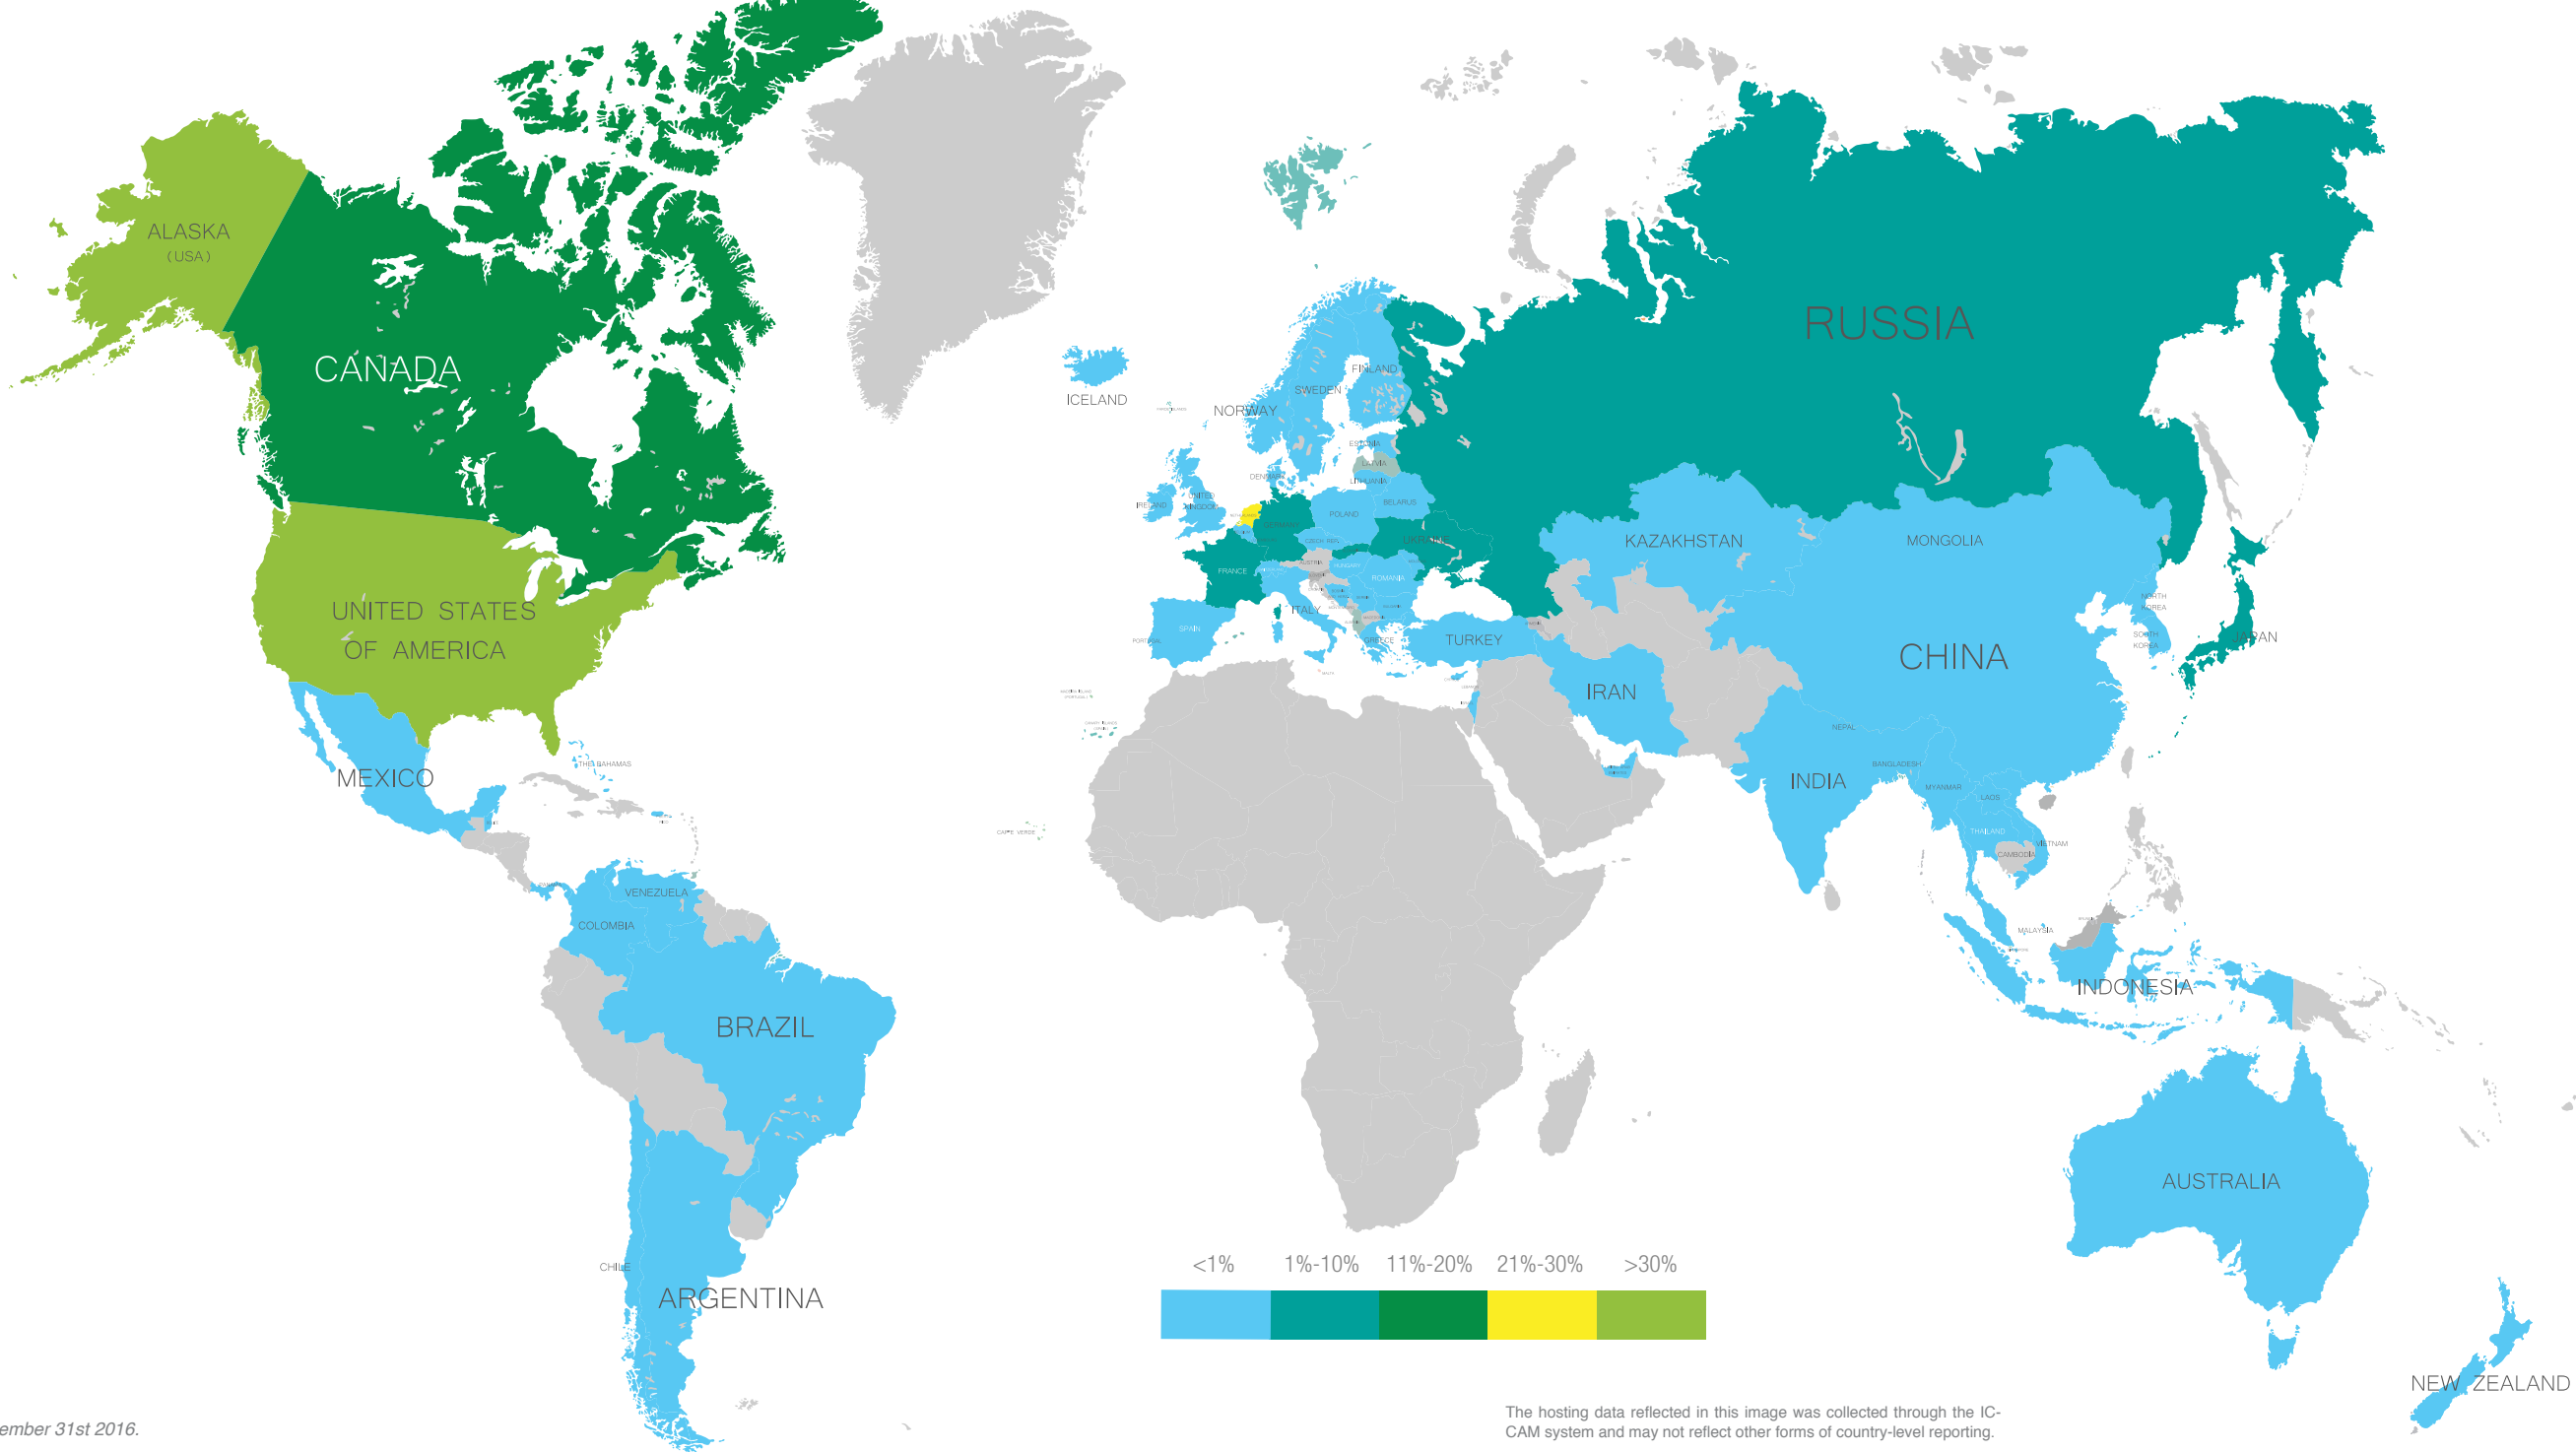 ALASKA
(USA)
CANADA
UNITED STATES
OF AMERICA
MEXICO
THE BAHAMAS
VENEZUELA
COLOMBIA
BRAZIL
CHILE
ARGENTINA
ICELAND
NORWAY
SWEDEN
FINLAND
ESTONIA
LATVIA
LITHUANIA
DENMARK
IRELAND
UNITED
KINGDOM
BELARUS
POLAND
GERMANY
CZECH REP.
UKRAINE
FRANCE
AUSTRIA
HUNGARY
ROMANIA
ITALY
PORTUGAL
SPAIN
GREECE
TURKEY
MALTA
CAPE VERDE
RUSSIA
KAZAKHSTAN
MONGOLIA
CHINA
NORTH
KOREA
SOUTH
KOREA
JAPAN
IRAN
NEPAL
INDIA
BANGLADESH
MYANMAR
LAOS
THAILAND
VIETNAM
CAMBODIA
MALAYSIA
INDONESIA
AUSTRALIA
NEW ZEALAND
<1% 1%-10% 11%-20% 21%-30% >30%
ember 31st 2016.
The hosting data reflected in this image was collected through the IC-
CAM system and may not reflect other forms of country-level reporting.